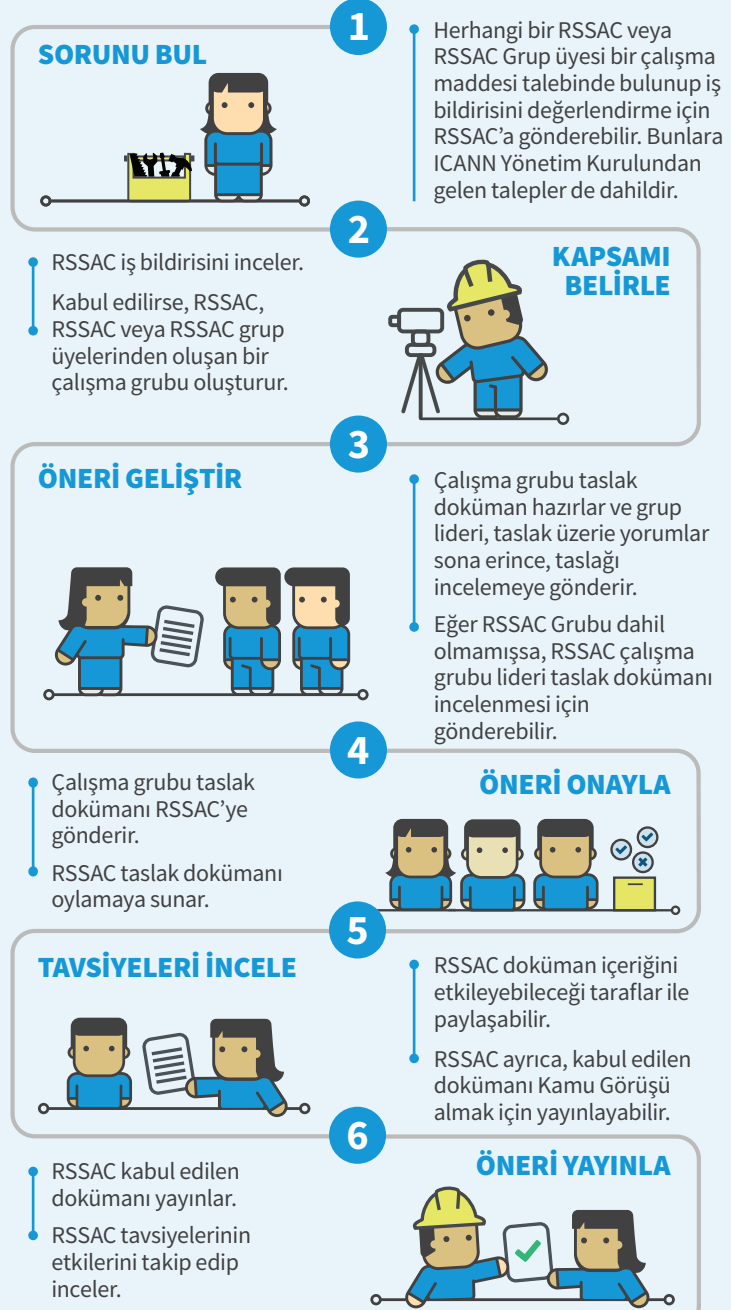 1
SORUNU BUL
Herhangi bir RSSAC veya
RSSAC Grup üyesi bir çalışma
maddesi talebinde bulunup iş
bildirisini değerlendirme için
RSSAC’a gönderebilir. Bunlara
ICANN Yönetim Kurulundan
gelen talepler de dahildir.
2
KAPSAMI
BELİRLE
RSSAC iş bildirisini inceler.
Kabul edilirse, RSSAC,
RSSAC veya RSSAC grup
üyelerinden oluşan bir
çalışma grubu oluşturur.
3
ÖNERİ GELİŞTİR
Çalışma grubu taslak
doküman hazırlar ve grup
lideri, taslak üzerie yorumlar
sona erince, taslağı
incelemeye gönderir.
Eğer RSSAC Grubu dahil
olmamışsa, RSSAC çalışma
grubu lideri taslak dokümanı
incelenmesi için
gönderebilir.
4
ÖNERİ ONAYLA
Çalışma grubu taslak
dokümanı RSSAC’ye
gönderir.
RSSAC taslak dokümanı
oylamaya sunar.
5
TAVSİYELERİ İNCELE
RSSAC doküman içeriğini
etkileyebileceği taraflar ile
paylaşabilir.
RSSAC ayrıca, kabul edilen
dokümanı Kamu Görüşü
almak için yayınlayabilir.
6
ÖNERİ YAYINLA
RSSAC kabul edilen
dokümanı yayınlar.
RSSAC tavsiyelerinin
etkilerini takip edip
inceler.